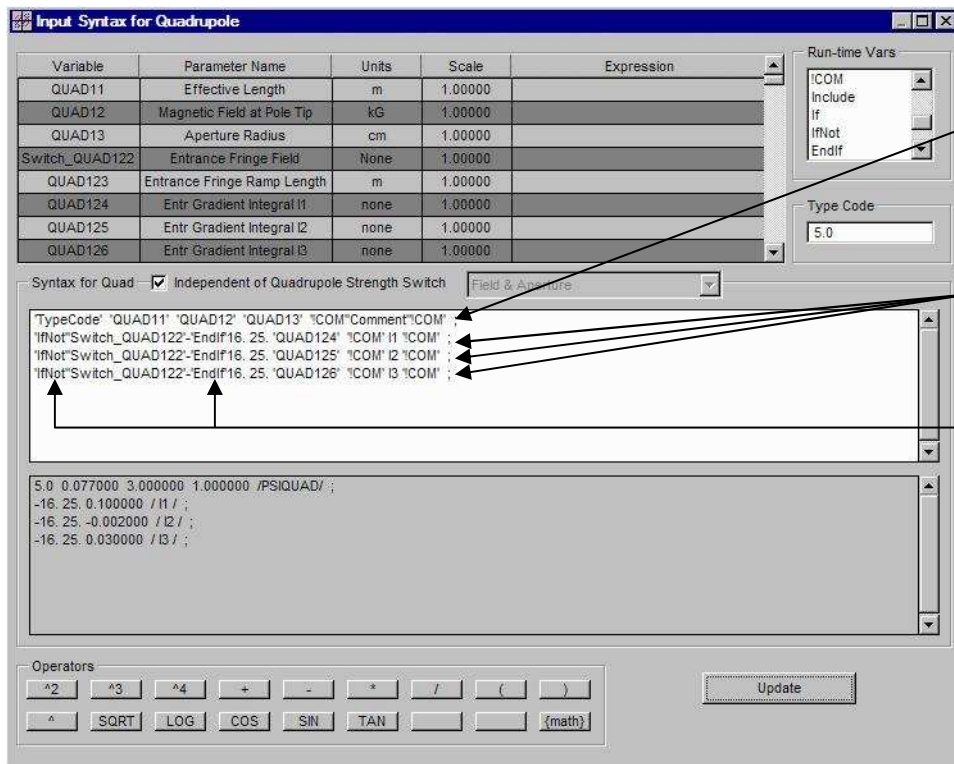 Input Syntax for Quadrupole
Variable Parameter Name Units Scale Expression
QUAD11 Effective Length m 1.00000
QUAD12 Magnetic Field at Pole Tip kG 1.00000
QUAD13 Aperture Radius cm 1.00000
Switch_QUAD122 Entrance Fringe Field None 1.00000
QUAD123 Entrance Fringe Ramp Length m 1.00000
QUAD124 Entr Gradient Integral I1 none 1.00000
QUAD125 Entr Gradient Integral I2 none 1.00000
QUAD126 Entr Gradient Integral I3 none 1.00000
Run-time Vars
!COM
Include
If
IfNot
EndIf
Type Code
5.0
Syntax for Quad Independent of Quadrupole Strength Switch Field & Aperture
'TypeCode' 'QUAD11' 'QUAD12' 'QUAD13' '!COM''Comment''!COM' ;
'IfNot''Switch_QUAD122'-'EndIf'16. 25. 'QUAD124' '!COM' I1 '!COM' ;
'IfNot''Switch_QUAD122'-'EndIf'16. 25. 'QUAD125' '!COM' I2 '!COM' ;
'IfNot''Switch_QUAD122'-'EndIf'16. 25. 'QUAD126' '!COM' I3 '!COM' ;
5.0 0.077000 3.000000 1.000000 /PSIQUAD/ ;
-16. 25. 0.100000 / I1 / ;
-16. 25. -0.002000 / I2 / ;
-16. 25. 0.030000 / I3 / ;
Operators
^2 ^3 ^4 + - * / ( )
^ SQRT LOG COS SIN TAN {math}
Update